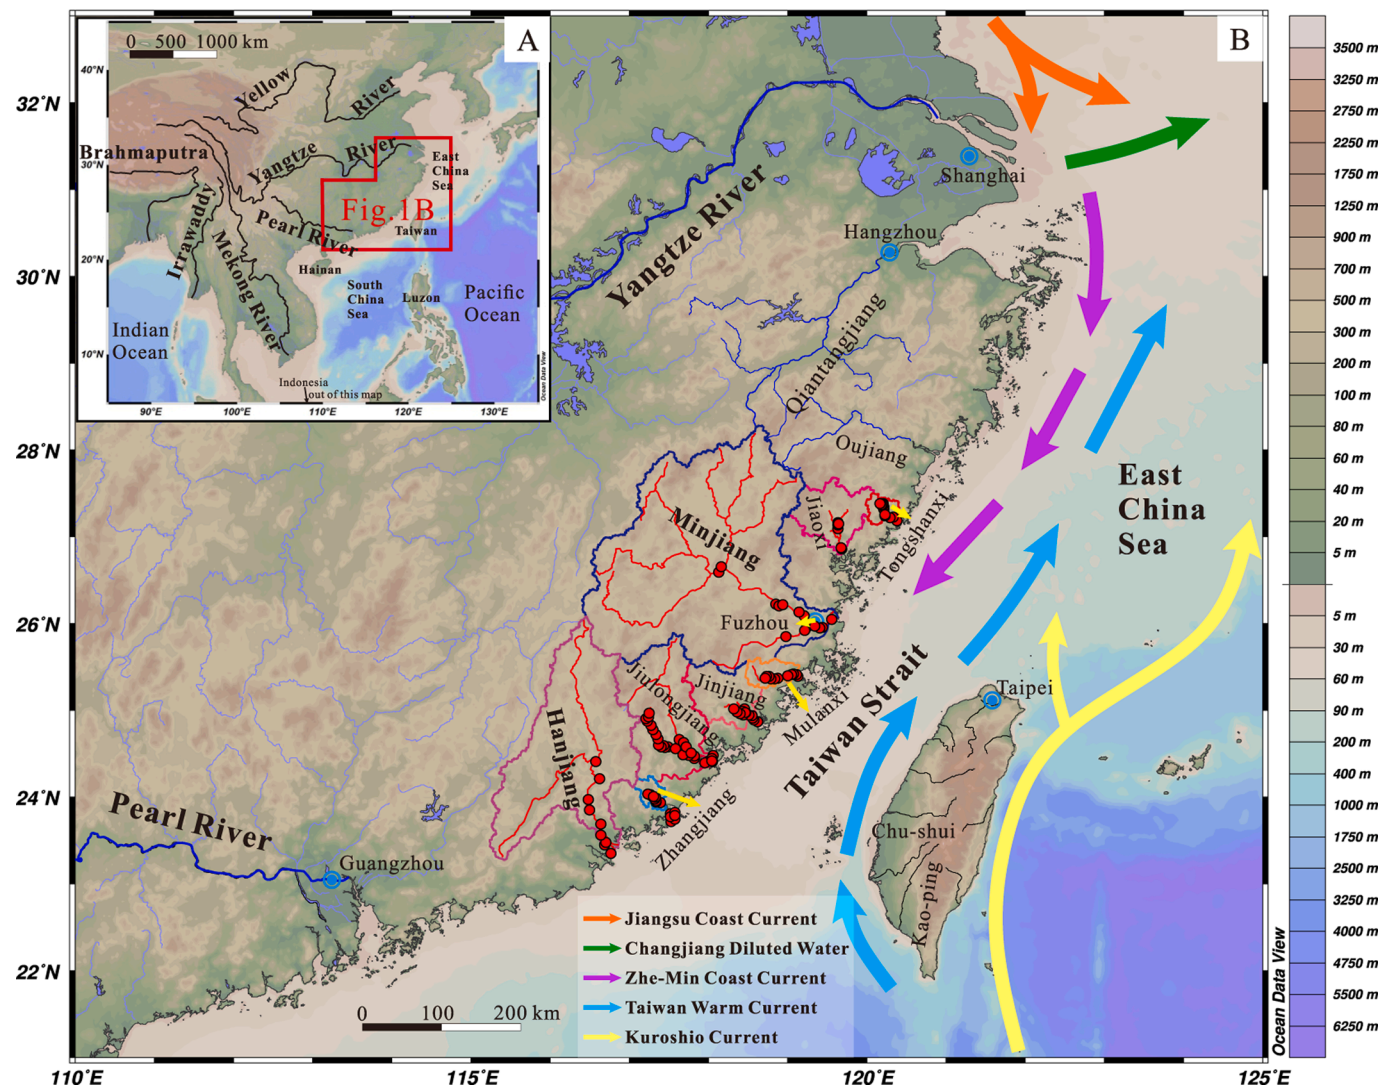 A
0 500 1000 km
40°N
30°N
20°N
10°N
90°E
100°E
110°E
120°E
130°E
Yellow River
Brahmaputra
Yangtze River
East
China
Sea
Fig.1B
Pearl River
Taiwan
Irrawaddy
Mekong River
Hainan
South
China
Sea
Luzon
Pacific
Ocean
Indian
Ocean
Indonesia
out of this map
Ocean Data View
B
32°N
30°N
28°N
26°N
24°N
22°N
110°E
115°E
120°E
125°E
Yangtze River
Shanghai
Hangzhou
Qiantangjiang
Oujiang
Minjiang
Jiaoxi
Tongshanxi
East
China
Sea
Fuzhou
Jiulongjiang
Jinjiang
Mulanxi
Taiwan Strait
Taipei
Hanjiang
Zhangjiang
Chu-shui
Kao-ping
Pearl River
Guangzhou
Jiangsu Coast Current
Changjiang Diluted Water
Zhe-Min Coast Current
Taiwan Warm Current
Kuroshio Current
0 100 200 km
Ocean Data View
3500 m
3250 m
2750 m
2250 m
1750 m
1250 m
900 m
700 m
500 m
300 m
200 m
100 m
80 m
60 m
40 m
20 m
5 m
5 m
30 m
60 m
90 m
200 m
400 m
1000 m
1750 m
2500 m
3250 m
4000 m
4750 m
5500 m
6250 m